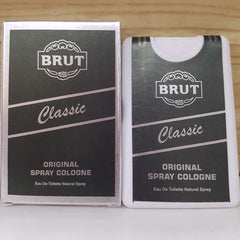 BRUT
Classic
ORIGINAL
SPRAY COLOGNE
Eau De Toilette Natural Spray
BRUT
Classic
ORIGINAL
SPRAY COLOGNE
Eau De Toilette Natural Spray